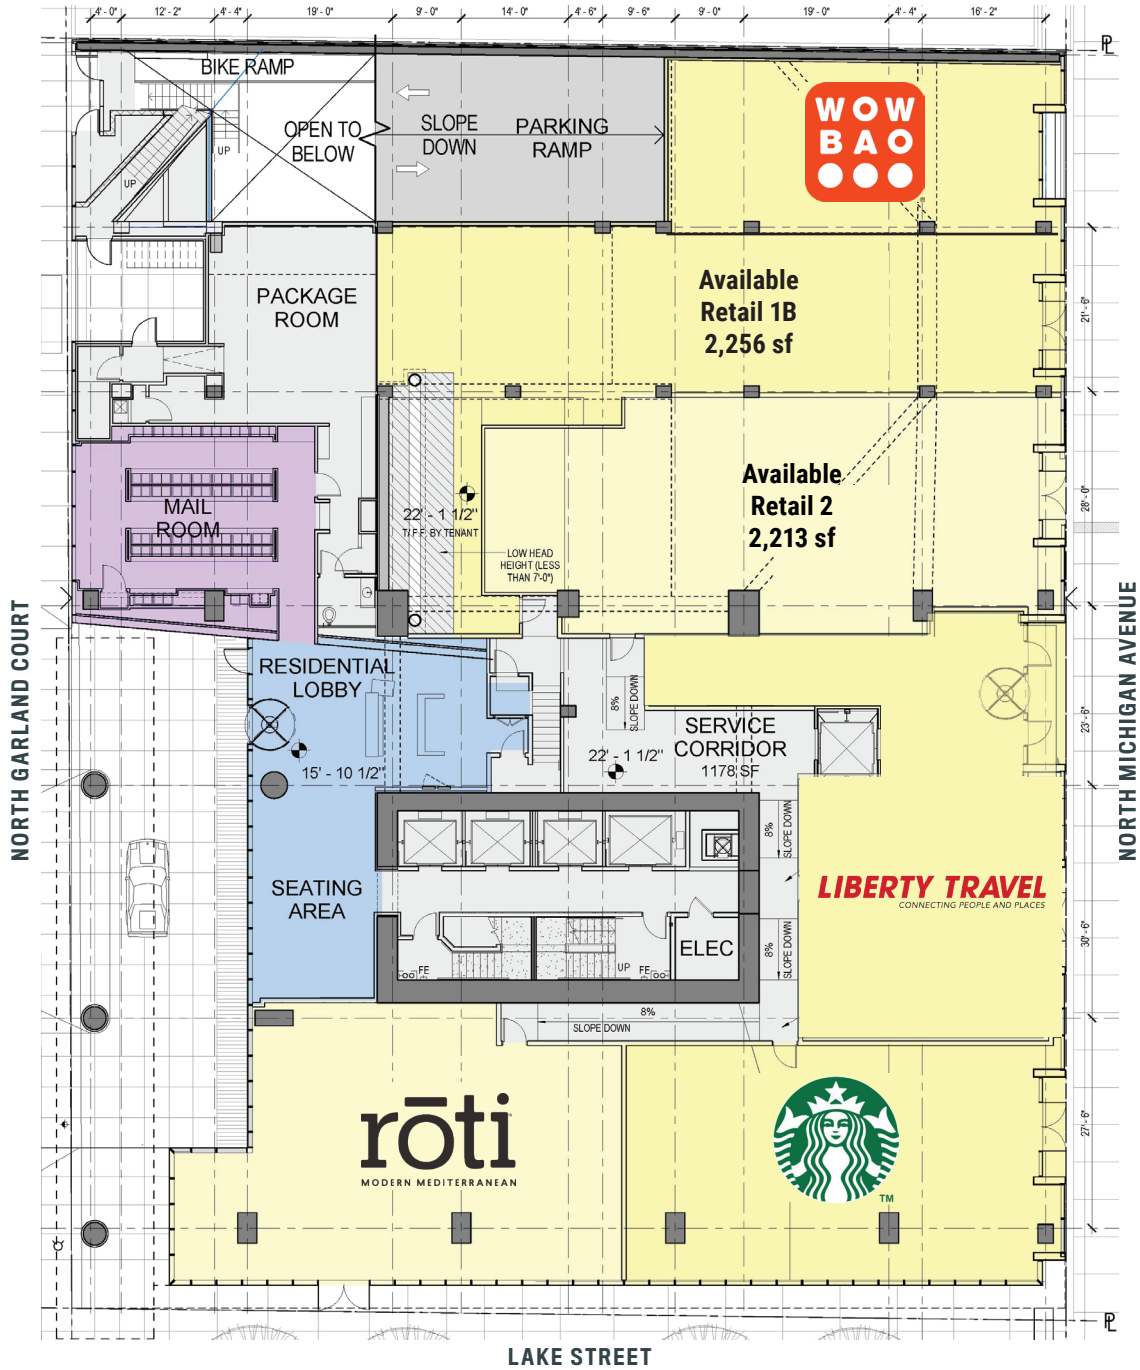 4'- 0"
12'- 2"
4'- 4"
19'- 0"
9'- 0"
14'- 0"
4'- 6"
9'- 6"
9'- 0"
19'- 0"
4'- 4"
16'- 2"
PL
BIKE RAMP
OPEN TO
BELOW
SLOPE
DOWN
PARKING
RAMP
UP
UP
WOW
BAO
PACKAGE
ROOM
Available
Retail 1B
2,256 sf
21'- 6"
MAIL
ROOM
22' - 1 1/2"
T/ F.F. BY TENANT
LOW HEAD
HEIGHT (LESS
THAN 7'-0")
Available
Retail 2
2,213 sf
28'- 0"
NORTH GARLAND COURT
NORTH MICHIGAN AVENUE
RESIDENTIAL
LOBBY
15' - 10 1/2"
8%
SLOPE DOWN
SERVICE
CORRIDOR
1178 SF
22' - 1 1/2"
23'- 6"
8%
SLOPE DOWN
SEATING
AREA
LIBERTY TRAVEL
CONNECTING PEOPLE AND PLACES
FE
UP
FE
ELEC
8%
SLOPE DOWN
30'- 6"
8%
SLOPE DOWN
rōti
MODERN MEDITERRANEAN
TM
27'- 6"
PL
LAKE STREET